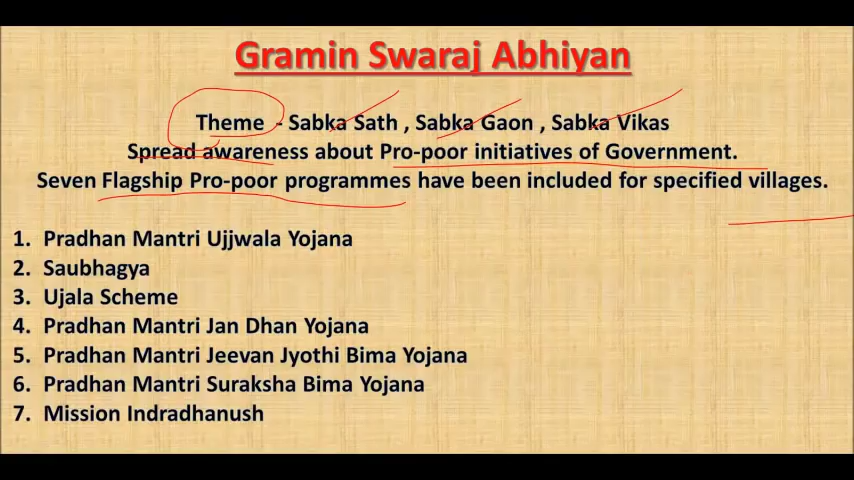 Gramin Swaraj Abhiyan
Theme - Sabka Sath , Sabka Gaon , Sabka Vikas
Spread awareness about Pro-poor initiatives of Government.
Seven Flagship Pro-poor programmes have been included for specified villages.
1. Pradhan Mantri Ujjwala Yojana
2. Saubhagya
3. Ujala Scheme
4. Pradhan Mantri Jan Dhan Yojana
5. Pradhan Mantri Jeevan Jyothi Bima Yojana
6. Pradhan Mantri Suraksha Bima Yojana
7. Mission Indradhanush